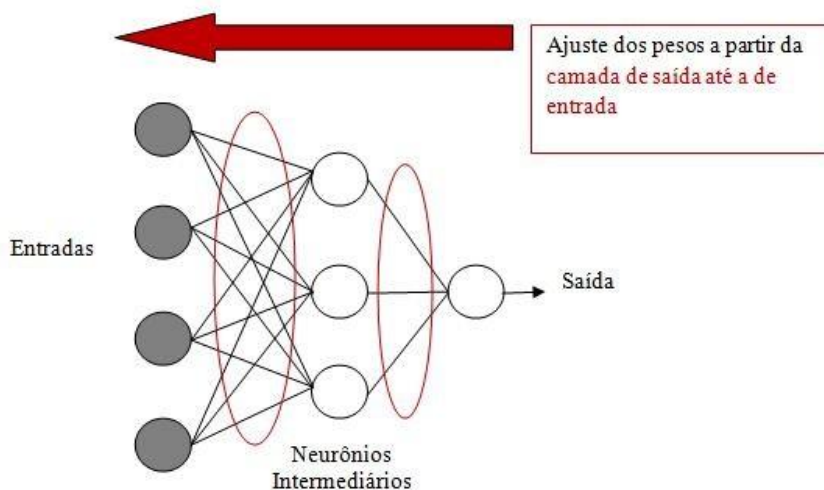 Ajuste dos pesos a partir da
camada de saída até a de
entrada
Entradas
Saída
Neurônios
Intermediários